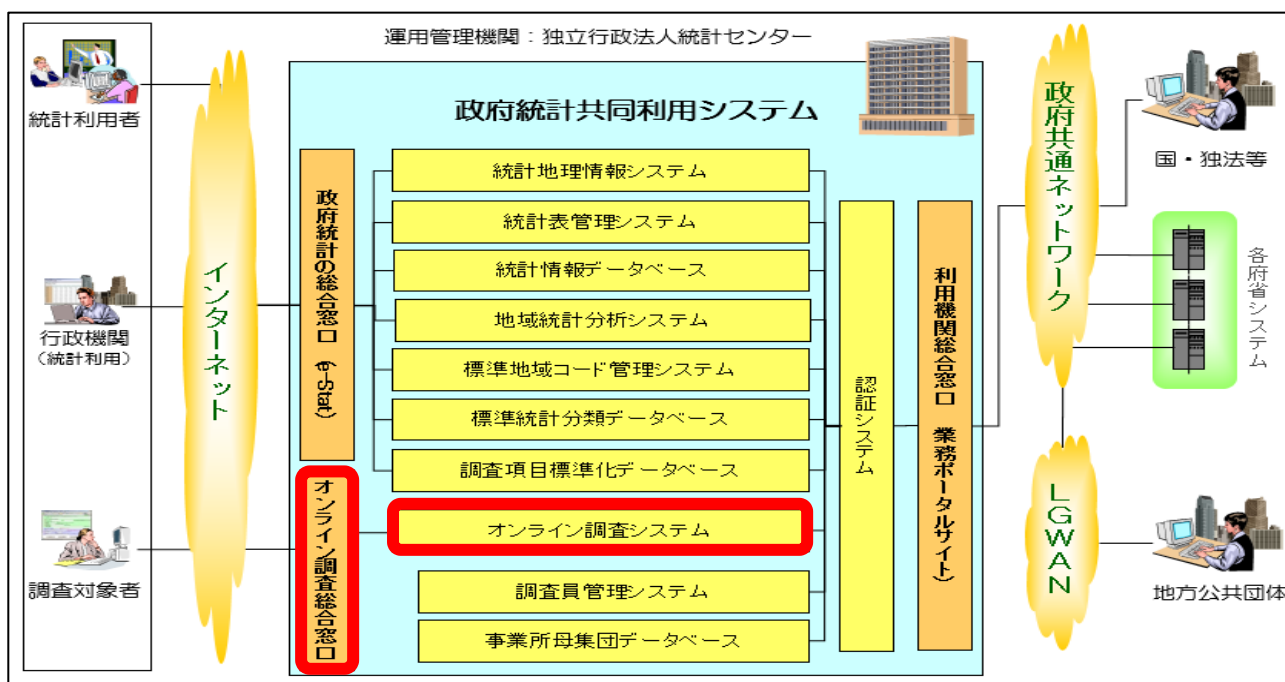 運用管理機関：独立行政法人統計センター
統計利用者
行政機関
（統計利用）
調査対象者
インターネット
政府統計共同利用システム
政府統計の総合窓口 (e-Stat)
オンライン調査総合窓口
統計地理情報システム
統計表管理システム
統計情報データベース
地域統計分析システム
標準地域コード管理システム
標準統計分類データベース
調査項目標準化データベース
オンライン調査システム
調査員管理システム
事業所母集団データベース
認証システム
利用機関総合窓口 業務ポータルサイト)
政府共通ネットワーク
LGWAN
国・独法等
各府省システム
地方公共団体